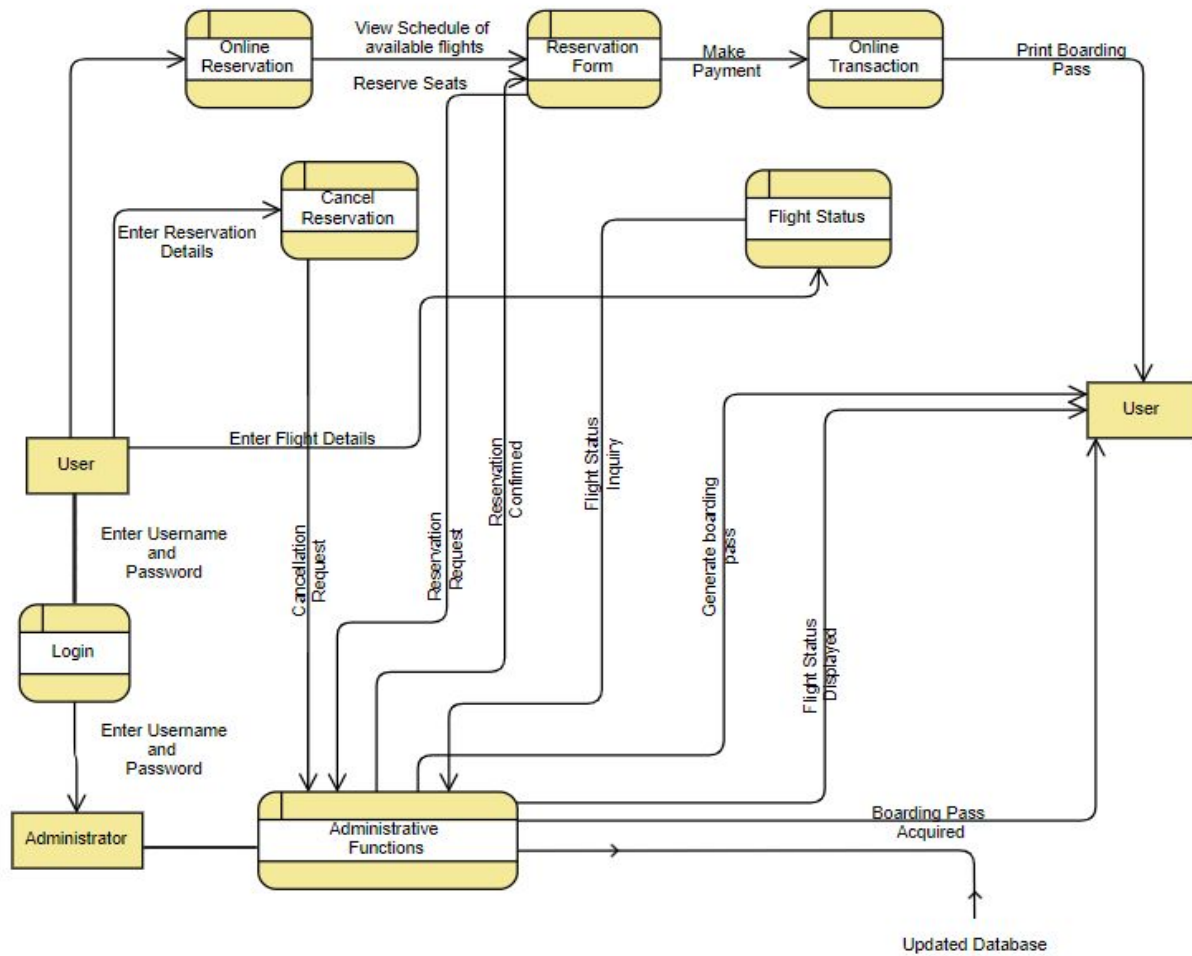 Online
Reservation
View Schedule of
available flights
Reserve Seats
Reservation
Form
Make
Payment
Online
Transaction
Print Boarding
Pass
Cancel
Reservation
Enter Reservation
Details
Flight Status
User
Enter Flight Details
User
Enter Username
and
Password
Login
Enter Username
and
Password
Cancellation
Request
Reservation
Request
Reservation
Confirmed
Flight Status
Inquiry
Generate boarding
pass
Flight Status
Displayed
Administrator
Administrative
Functions
Boarding Pass
Acquired
Updated Database